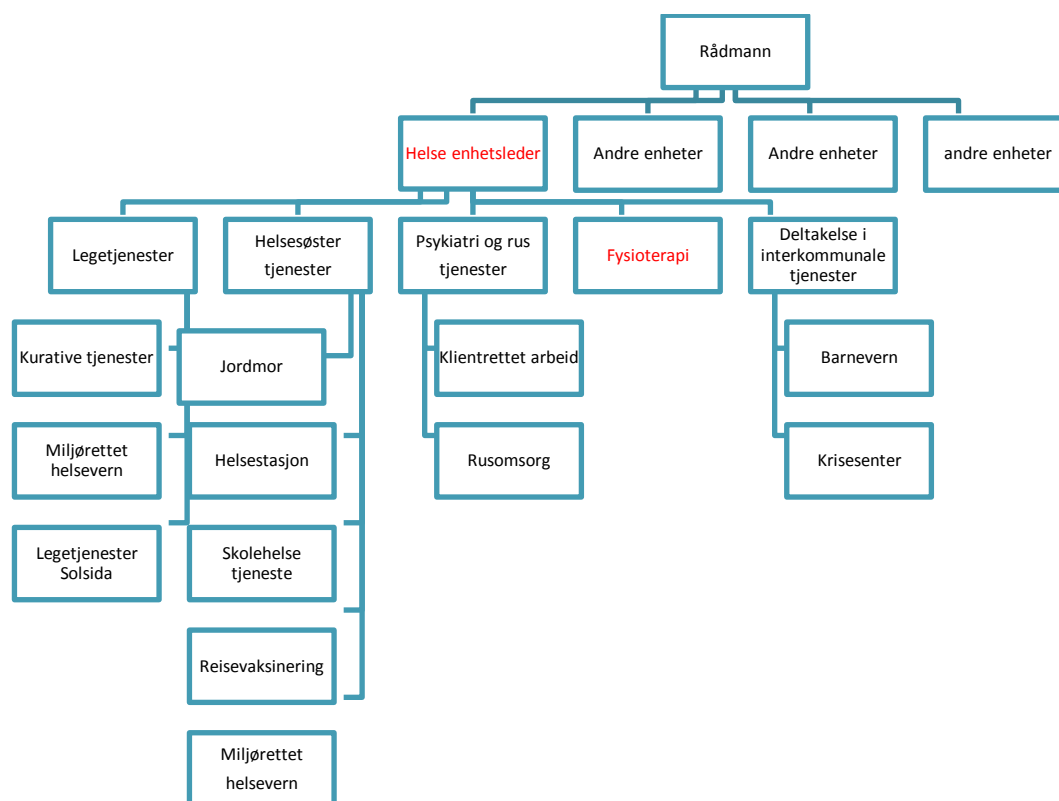 Rådmann
Helse enhetsleder
Andre enheter
Andre enheter
andre enheter
Legetjenester
Helsesøster
tjenester
Psykiatri og rus
tjenester
Fysioterapi
Deltakelse i
interkommunale
tjenester
Kurative tjenester
Jordmor
Klientrettet arbeid
Barnevern
Miljørettet
helsevern
Helsestasjon
Rusomsorg
Krisesenter
Legetjenester
Solsida
Skolehelse
tjeneste
Reisevaksinering
Miljørettet
helsevern